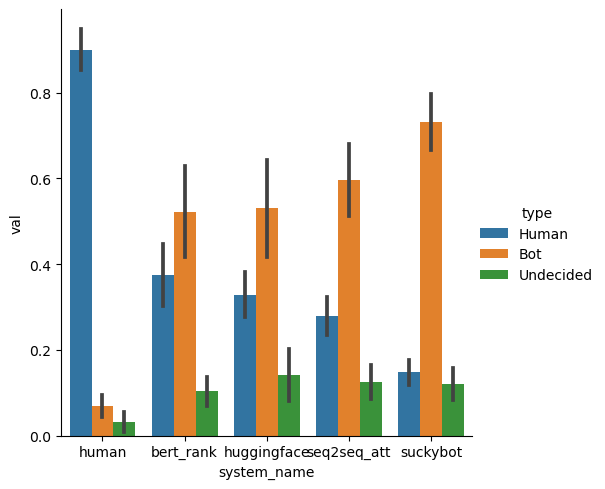 val
0.8
0.6
0.4
0.2
0.0
human bert_rank huggingface seq2seq_att suckybot
system_name
type
Human
Bot
Undecided